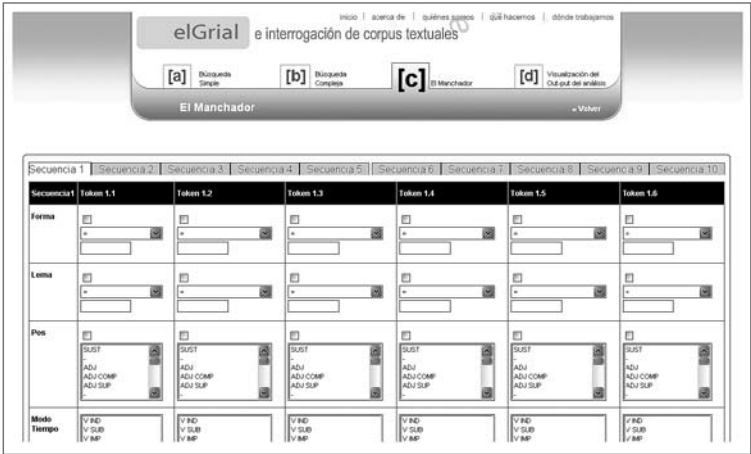 inicio | acerca de | quiénes somos | qué hacemos | dónde trabajamos
elGrial e interrogación de corpus textuales
[a] Búsqueda Simple [b] Búsqueda Compleja [c] El Manchador [d] Visualización del Out-put del análisis
El Manchador « Volver
Secuencia 1 Secuencia 2 Secuencia 3 Secuencia 4 Secuencia 5 Secuencia 6 Secuencia 7 Secuencia 8 Secuencia 9 Secuencia 10
Secuencia1 Token 1.1 Token 1.2 Token 1.3 Token 1.4 Token 1.5 Token 1.6
Forma
= = = = = =
Lema
= = = = = =
Pos
SUST SUST SUST SUST SUST SUST
- - - - - -
ADJ ADJ ADJ ADJ ADJ ADJ
ADJ COMP ADJ COMP ADJ COMP ADJ COMP ADJ COMP ADJ COMP
ADJ SUP ADJ SUP ADJ SUP ADJ SUP ADJ SUP ADJ SUP
- - - - - -
Modo V IND V IND V IND V IND V IND V IND
Tiempo V SUB V SUB V SUB V SUB V SUB V SUB
V IMP V IMP V IMP V IMP V IMP V IMP